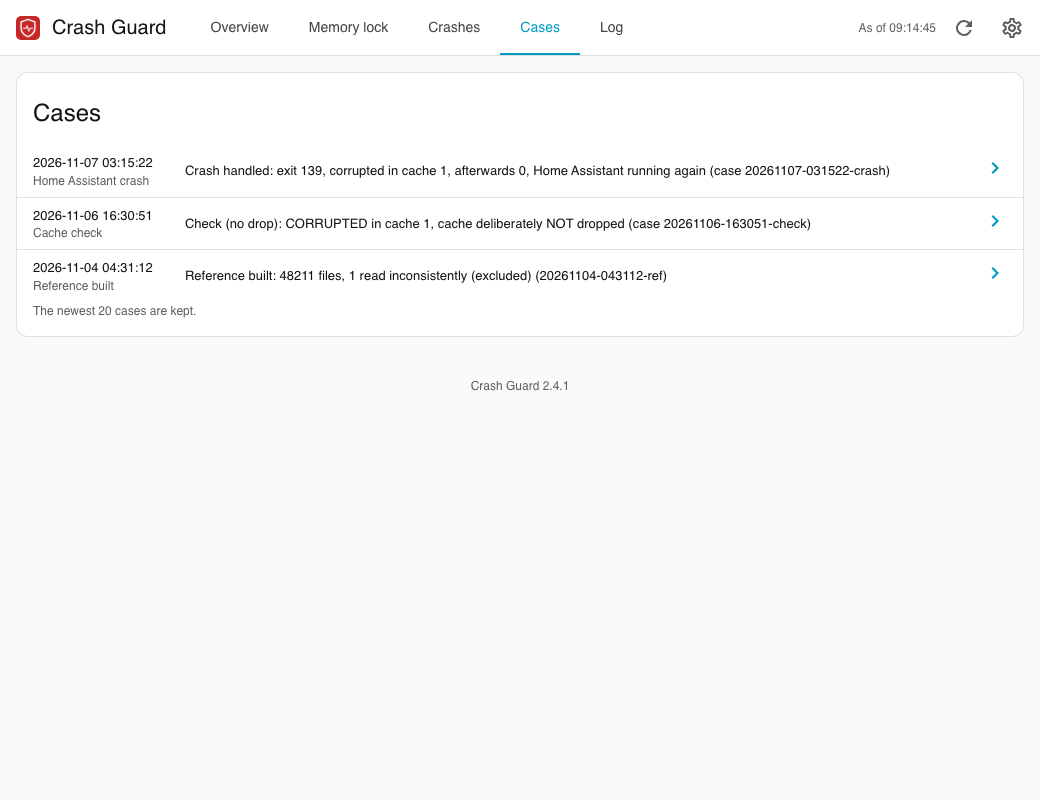 Crash Guard
Overview
Memory lock
Crashes
Cases
Log
As of 09:14:45
Cases
2026-11-07 03:15:22
Home Assistant crash
Crash handled: exit 139, corrupted in cache 1, afterwards 0, Home Assistant running again (case 20261107-031522-crash)
2026-11-06 16:30:51
Cache check
Check (no drop): CORRUPTED in cache 1, cache deliberately NOT dropped (case 20261106-163051-check)
2026-11-04 04:31:12
Reference built
Reference built: 48211 files, 1 read inconsistently (excluded) (20261104-043112-ref)
The newest 20 cases are kept.
Crash Guard 2.4.1